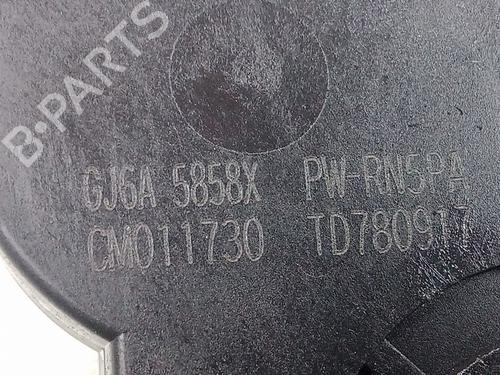 B-PARTS
GJ6A 5858X PW-RN5PA
CM011730 TD780917